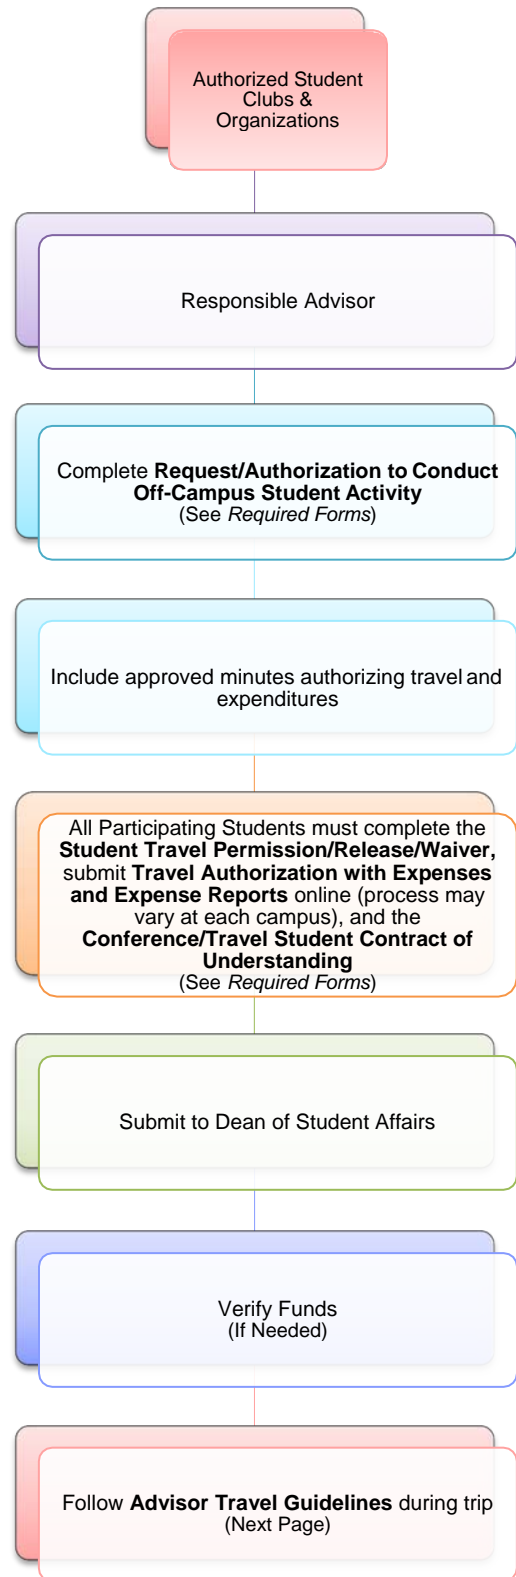 Authorized Student
Clubs &
Organizations
Responsible Advisor
Complete Request/Authorization to Conduct
Off-Campus Student Activity
(See Required Forms)
Include approved minutes authorizing travel and
expenditures
All Participating Students must complete the
Student Travel Permission/Release/Waiver,
submit Travel Authorization with Expenses
and Expense Reports online (process may
vary at each campus), and the
Conference/Travel Student Contract of
Understanding
(See Required Forms)
Submit to Dean of Student Affairs
Verify Funds
(If Needed)
Follow Advisor Travel Guidelines during trip
(Next Page)